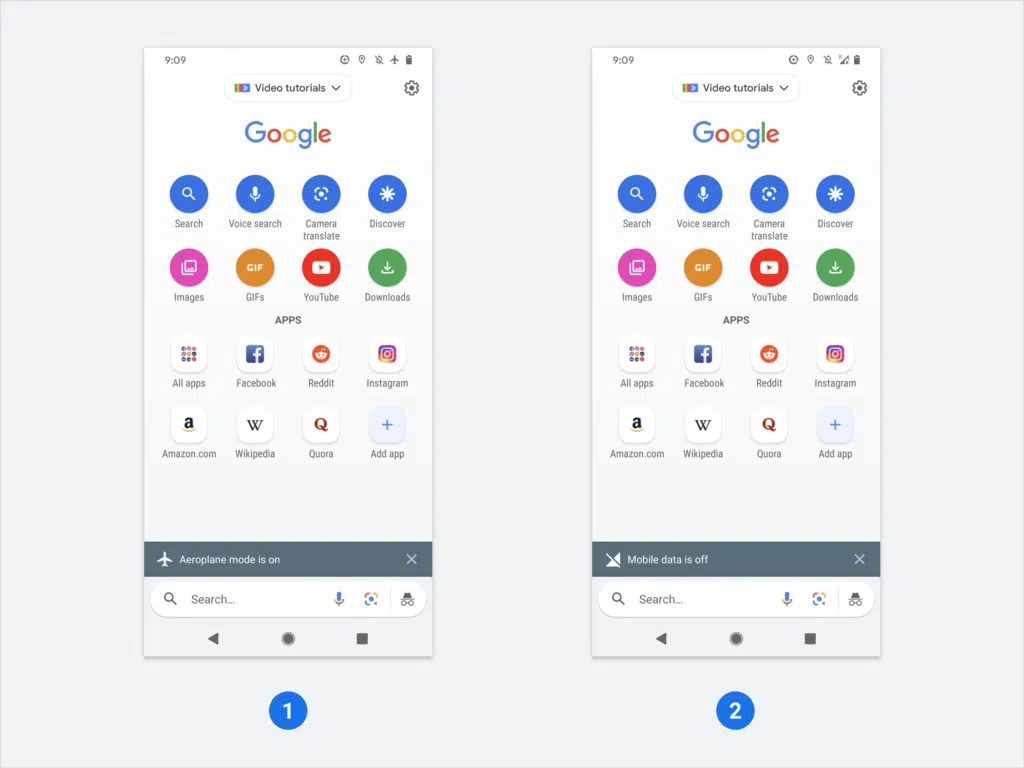 9:09
Video tutorials
Google
Search
Voice search
Camera
translate
Discover
Images
GIF
GIFs
YouTube
Downloads
APPS
All apps
Facebook
Reddit
Instagram
a
Amazon.com
W
Wikipedia
Q
Quora
Add app
Aeroplane mode is on
Search...
1
9:09
Video tutorials
Google
Search
Voice search
Camera
translate
Discover
Images
GIF
GIFs
YouTube
Downloads
APPS
All apps
Facebook
Reddit
Instagram
a
Amazon.com
W
Wikipedia
Q
Quora
Add app
Mobile data is off
Search...
2